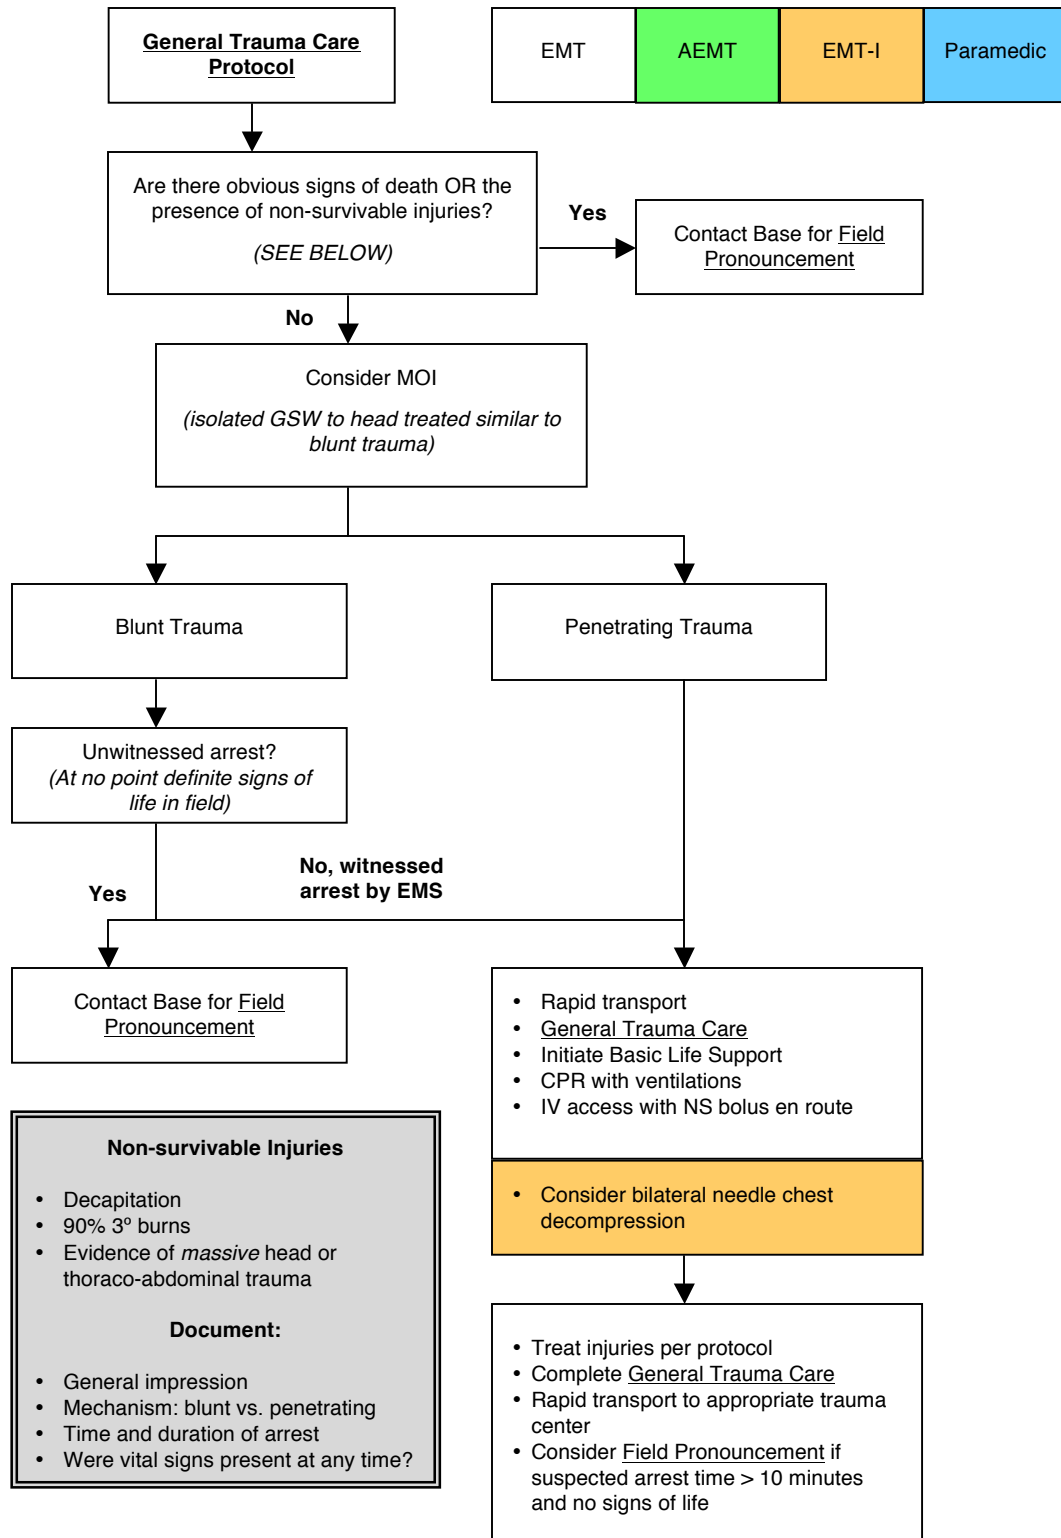 General Trauma Care
Protocol
EMT
AEMT
EMT-I
Paramedic
Are there obvious signs of death OR the
presence of non-survivable injuries?
(SEE BELOW)
Yes
Contact Base for Field
Pronouncement
No
Consider MOI
(isolated GSW to head treated similar to
blunt trauma)
Blunt Trauma
Penetrating Trauma
Unwitnessed arrest?
(At no point definite signs of
life in field)
Yes
No, witnessed
arrest by EMS
Contact Base for Field
Pronouncement
• Rapid transport
• General Trauma Care
• Initiate Basic Life Support
• CPR with ventilations
• IV access with NS bolus en route
• Consider bilateral needle chest
decompression
• Treat injuries per protocol
• Complete General Trauma Care
• Rapid transport to appropriate trauma
center
• Consider Field Pronouncement if
suspected arrest time > 10 minutes
and no signs of life
Non-survivable Injuries
• Decapitation
• 90% 3º burns
• Evidence of massive head or
thoraco-abdominal trauma
Document:
• General impression
• Mechanism: blunt vs. penetrating
• Time and duration of arrest
• Were vital signs present at any time?